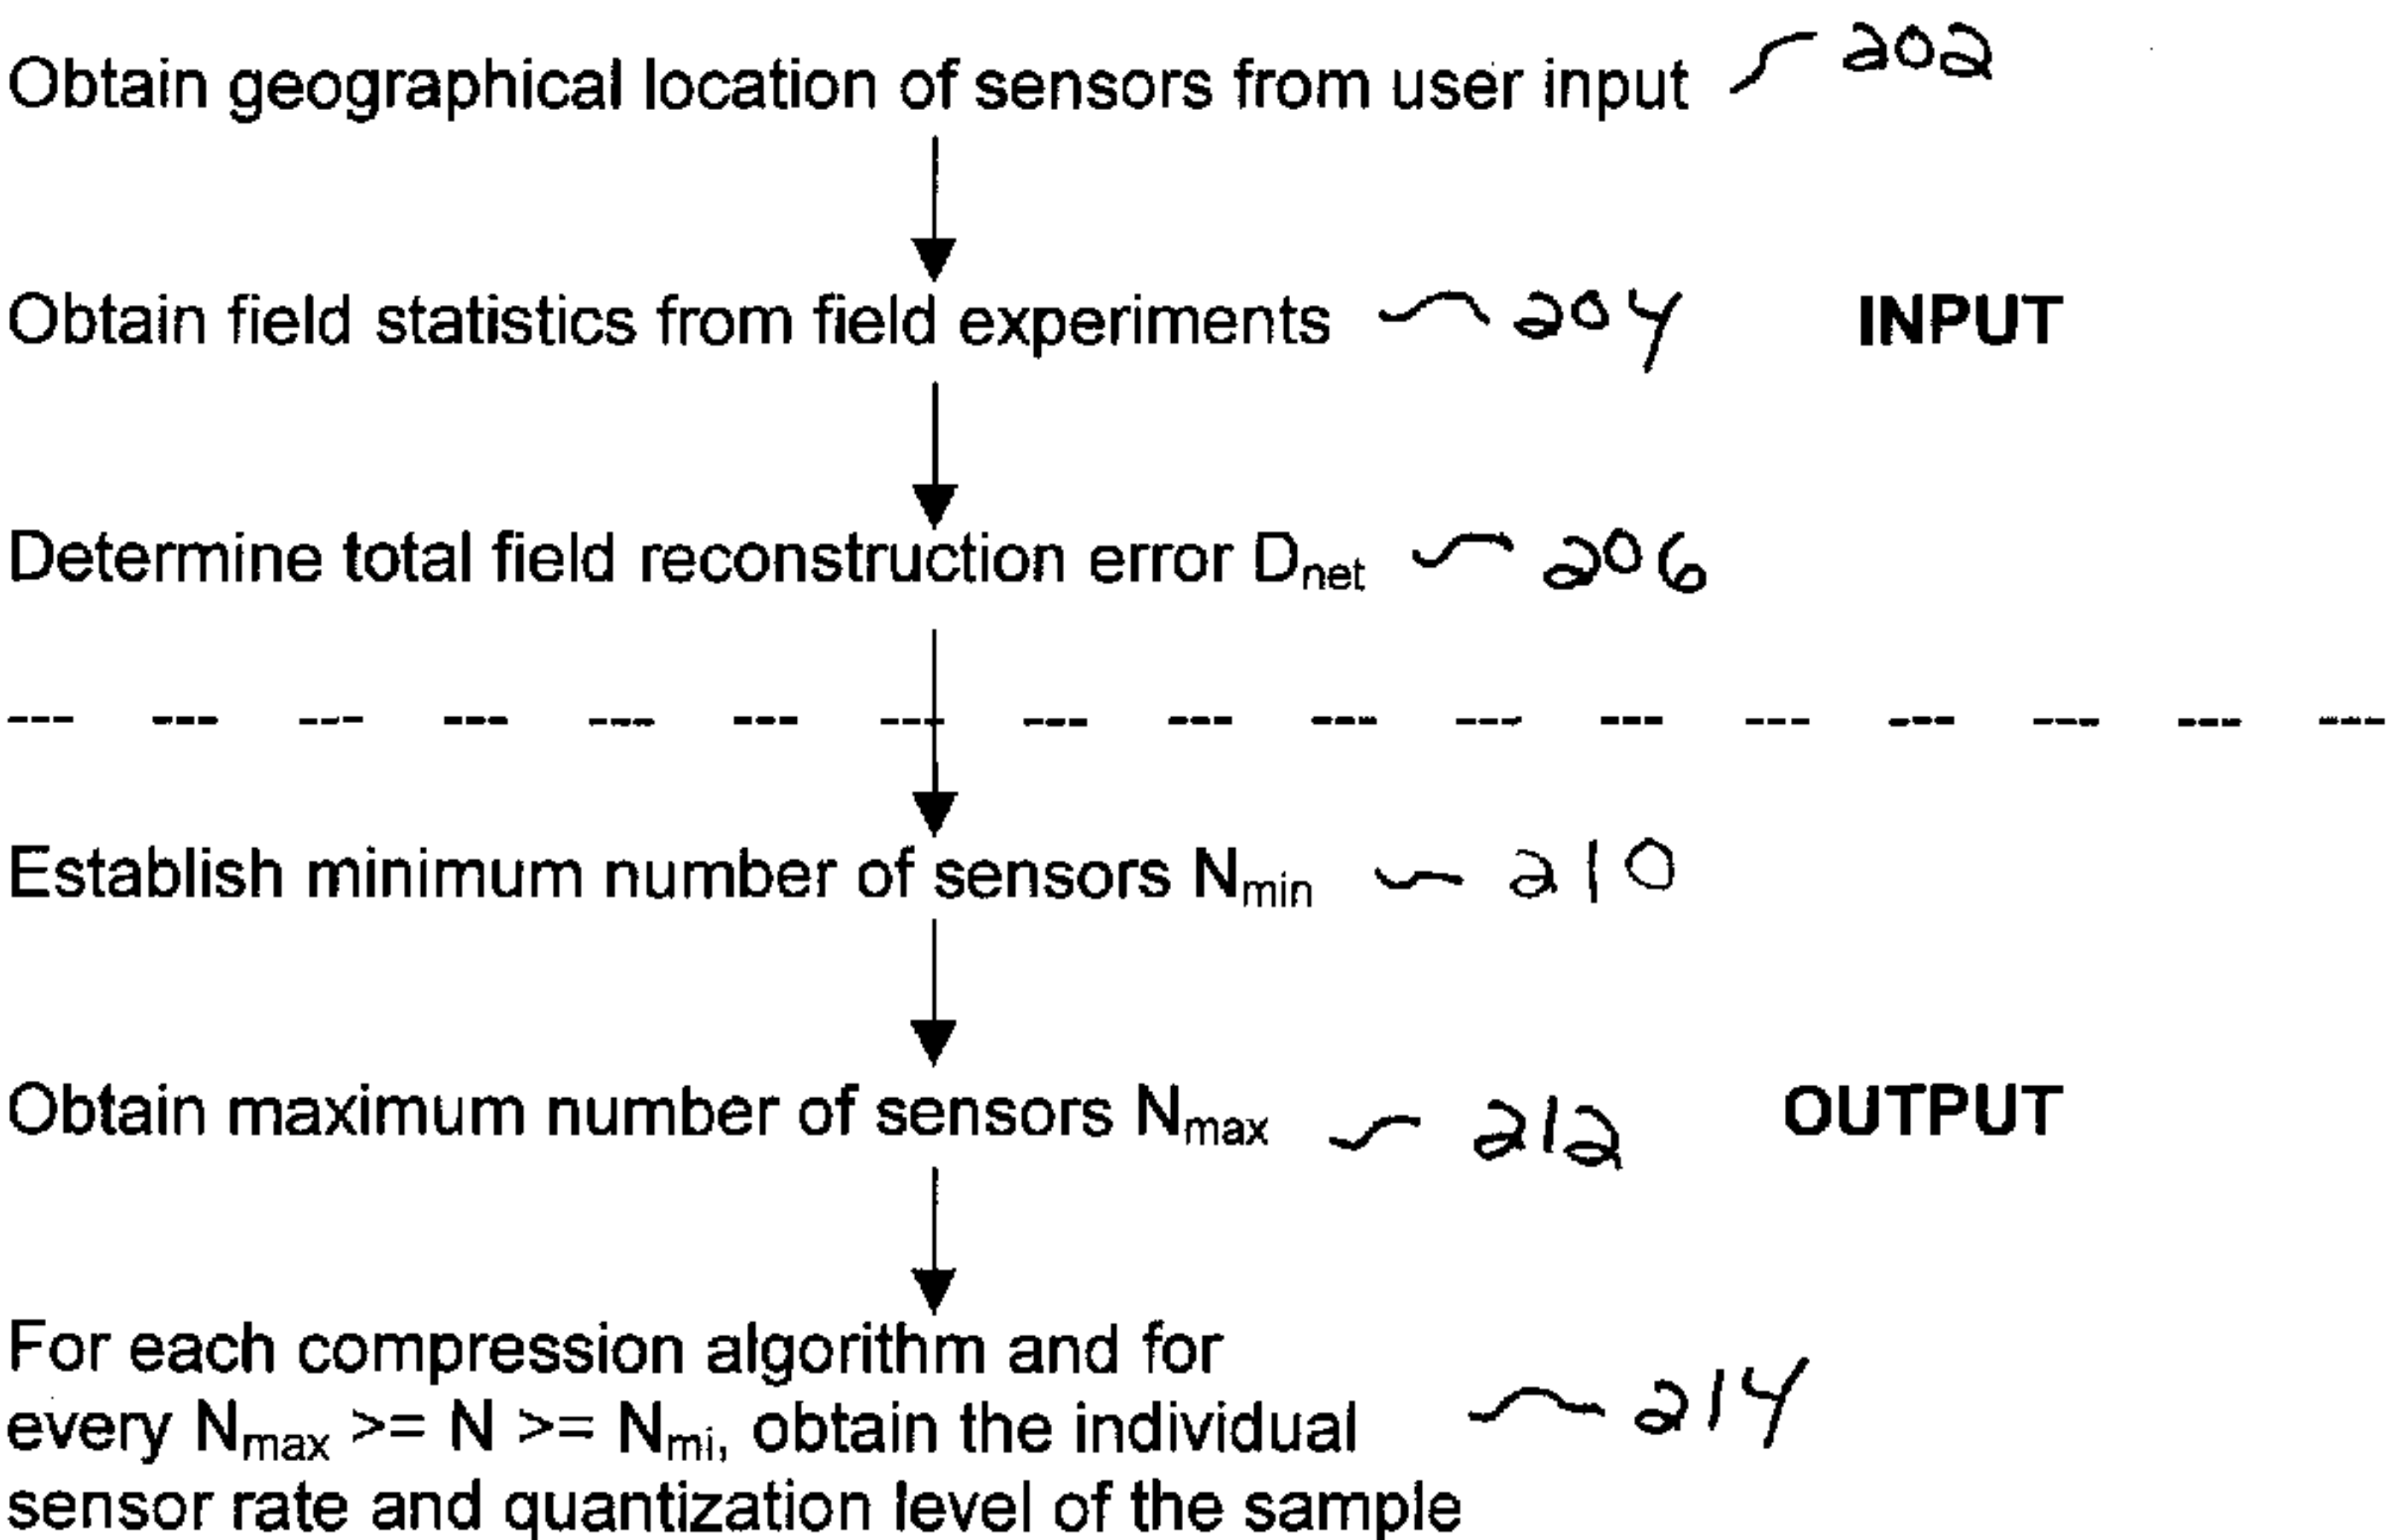 Obtain geographical location of sensors from user input 202
Obtain field statistics from field experiments 204 INPUT
Determine total field reconstruction error Dnet 206
Establish minimum number of sensors Nmin 210
Obtain maximum number of sensors Nmax 212 OUTPUT
For each compression algorithm and for
every Nmax >= N >= Nmi, obtain the individual 214
sensor rate and quantization level of the sample